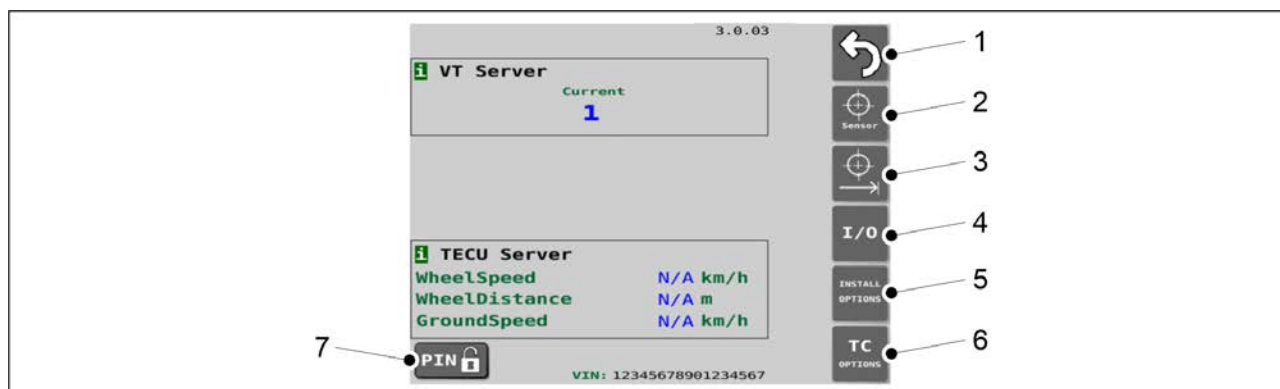 3.0.03
i VT Server
Current
1
i TECU Server
WheelSpeed N/A km/h
WheelDistance N/A m
GroundSpeed N/A km/h
PIN
VIN: 12345678901234567
Sensor
I/O
INSTALL
OPTIONS
TC
OPTIONS
1
2
3
4
5
6
7